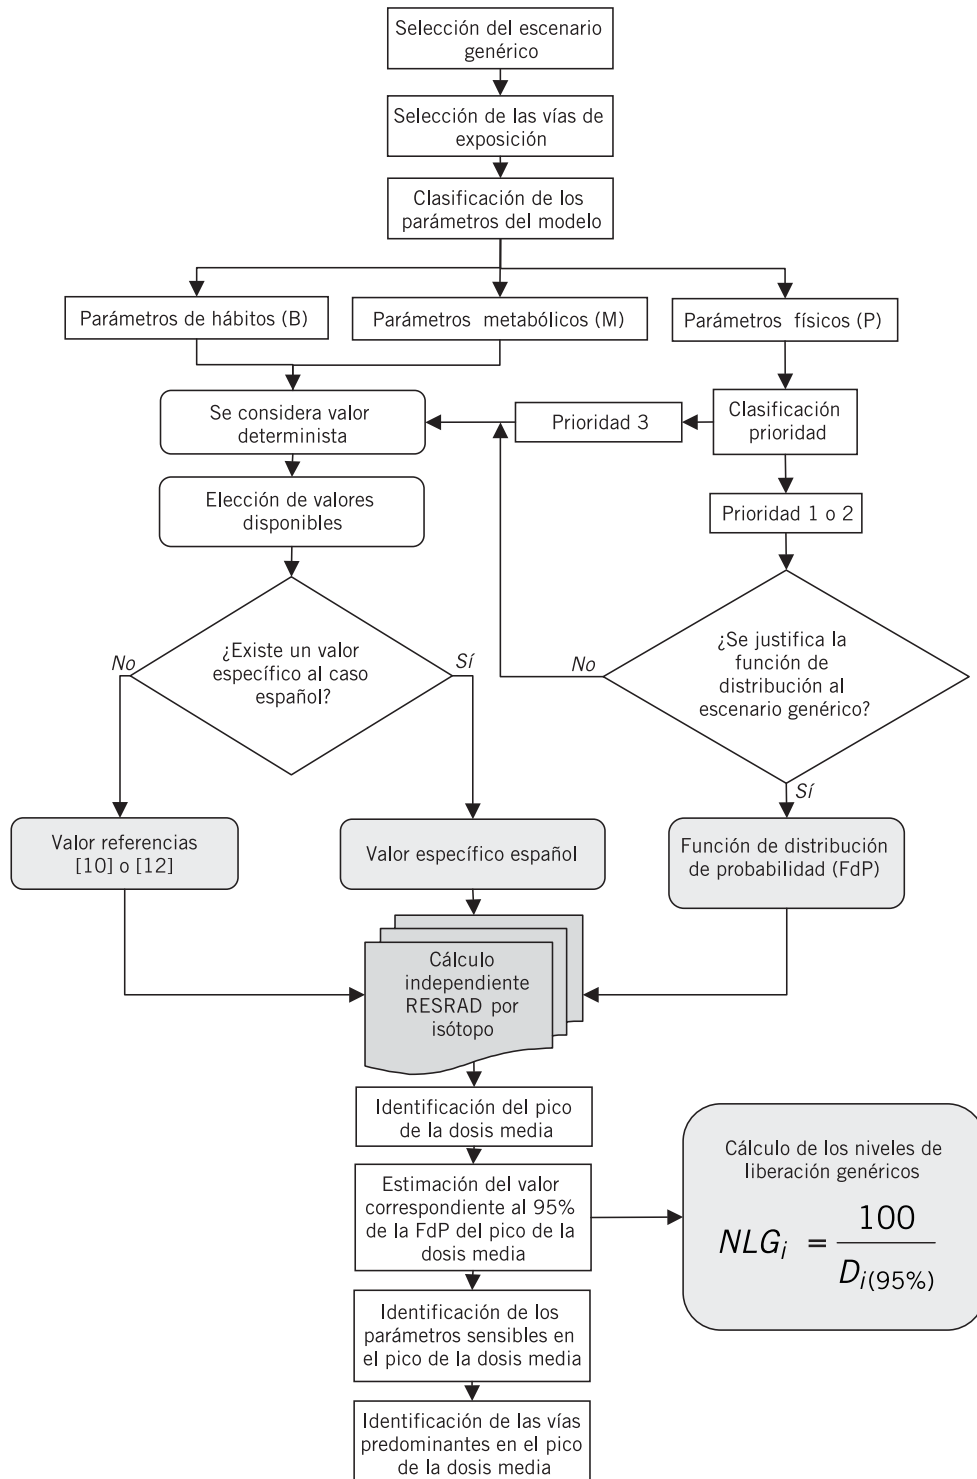 Selección del escenario
genérico
Selección de las vías de
exposición
Clasificación de los
parámetros del modelo
Parámetros de hábitos (B)
Parámetros metabólicos (M)
Parámetros físicos (P)
Se considera valor
determinista
Prioridad 3
Clasificación
prioridad
Elección de valores
disponibles
Prioridad 1 o 2
¿Existe un valor
específico al caso
español?
No
Sí
¿Se justifica la
función de
distribución al
escenario genérico?
No
Sí
Valor referencias
[10] o [12]
Valor específico español
Función de distribución
de probabilidad (FdP)
Cálculo
independiente
RESRAD por
isótopo
Identificación del pico
de la dosis media
Estimación del valor
correspondiente al 95%
de la FdP del pico de la
dosis media
Cálculo de los niveles de
liberación genéricos
NLGi = 100 / Di(95%)
Identificación de los
parámetros sensibles en
el pico de la dosis media
Identificación de las vías
predominantes en el pico
de la dosis media